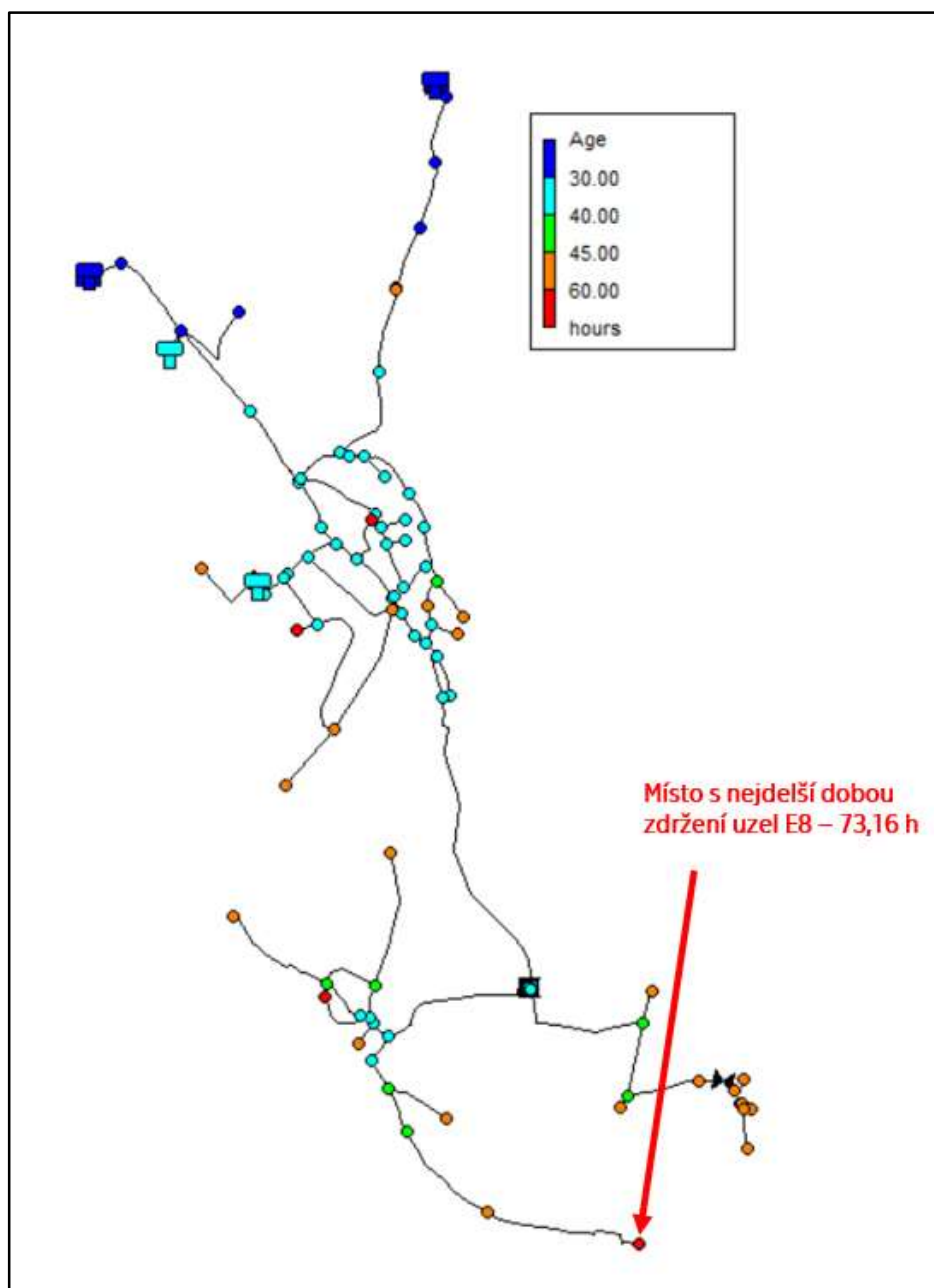 Age
30.00
40.00
45.00
60.00
hours
Místo s nejdelší dobou
zdržení uzel E8 – 73,16 h